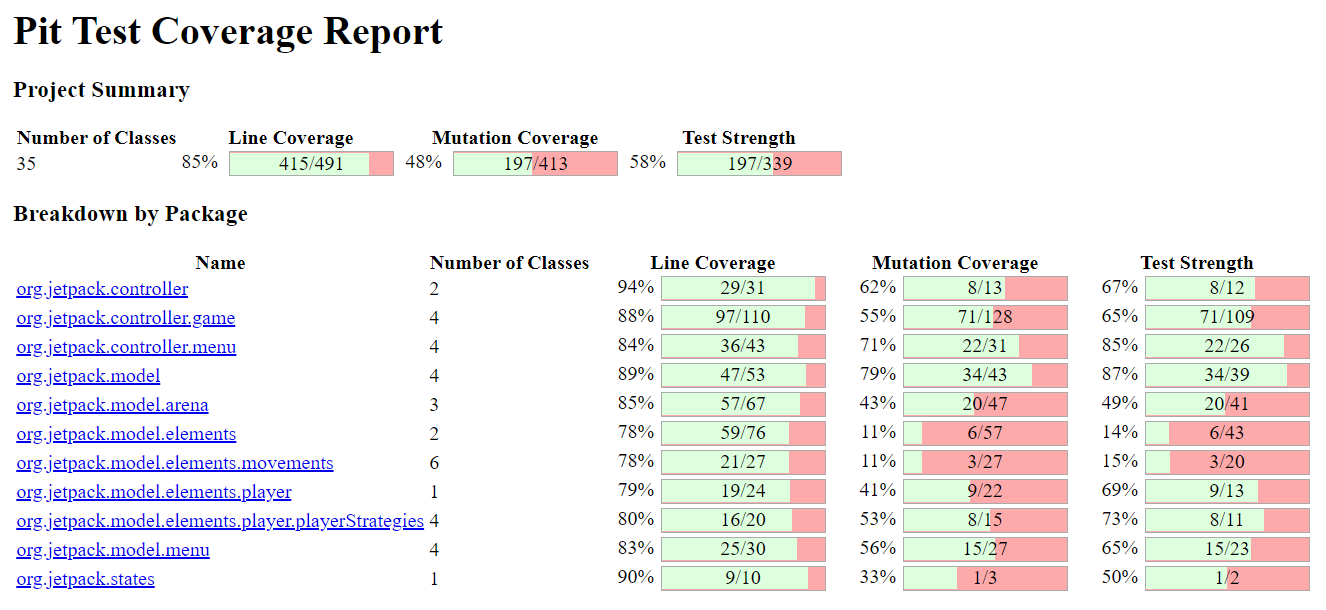 Pit Test Coverage Report
Project Summary
Number of Classes Line Coverage Mutation Coverage Test Strength
35 85% 415/491 48% 197/413 58% 197/339
Breakdown by Package
Name Number of Classes Line Coverage Mutation Coverage Test Strength
org.jetpack.controller 2 94% 29/31 62% 8/13 67% 8/12
org.jetpack.controller.game 4 88% 97/110 55% 71/128 65% 71/109
org.jetpack.controller.menu 4 84% 36/43 71% 22/31 85% 22/26
org.jetpack.model 4 89% 47/53 79% 34/43 87% 34/39
org.jetpack.model.arena 3 85% 57/67 43% 20/47 49% 20/41
org.jetpack.model.elements 2 78% 59/76 11% 6/57 14% 6/43
org.jetpack.model.elements.movements 6 78% 21/27 11% 3/27 15% 3/20
org.jetpack.model.elements.player 1 79% 19/24 41% 9/22 69% 9/13
org.jetpack.model.elements.player.playerStrategies 4 80% 16/20 53% 8/15 73% 8/11
org.jetpack.model.menu 4 83% 25/30 56% 15/27 65% 15/23
org.jetpack.states 1 90% 9/10 33% 1/3 50% 1/2